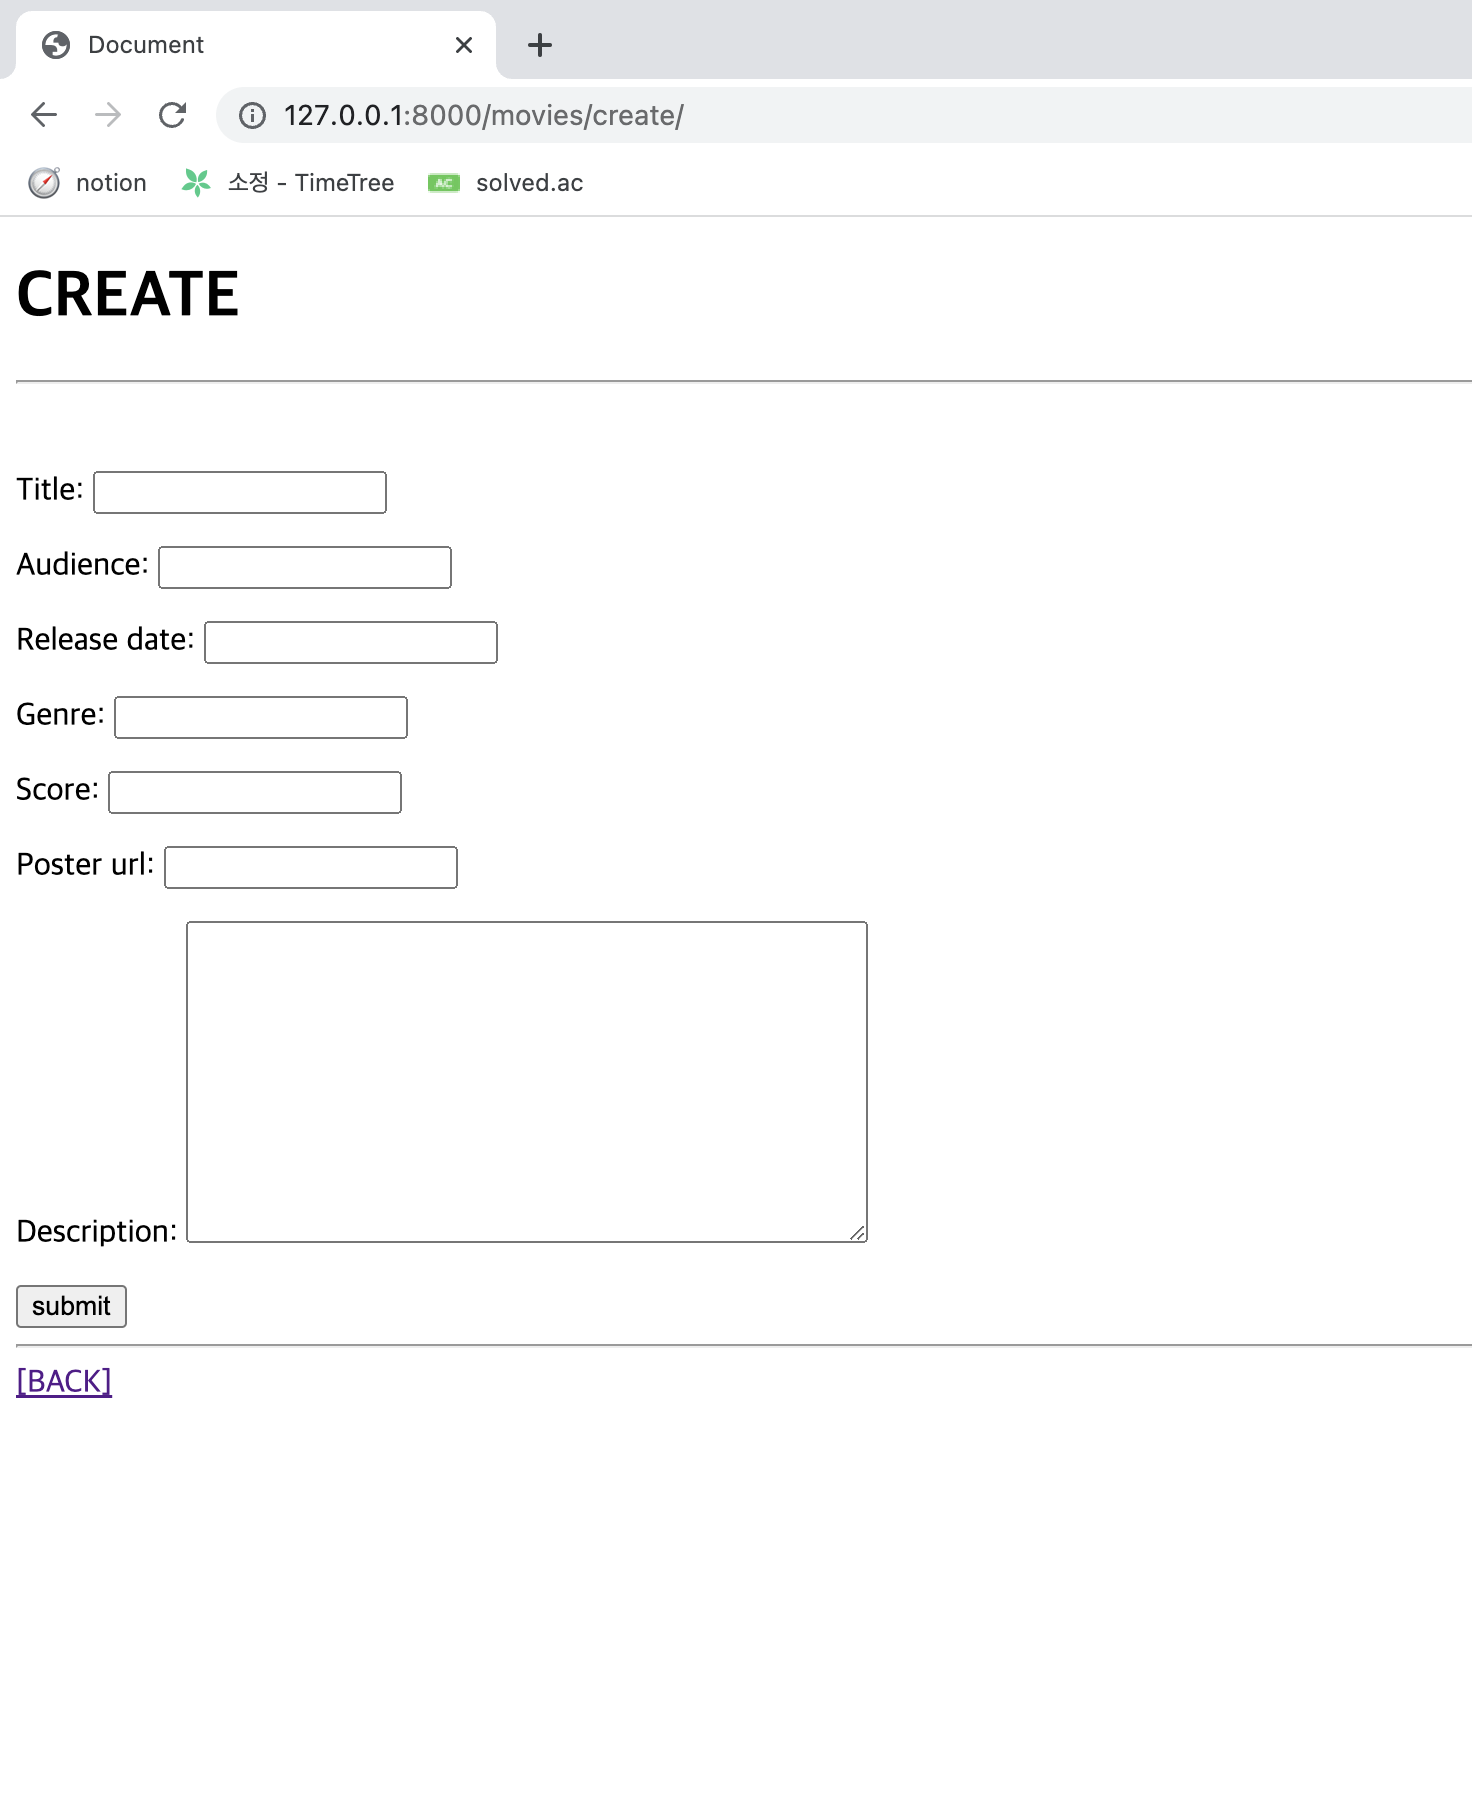 Document
127.0.0.1:8000/movies/create/
notion 소정 - TimeTree AC solved.ac
CREATE
Title:
Audience:
Release date:
Genre:
Score:
Poster url:
Description:
submit
[BACK]